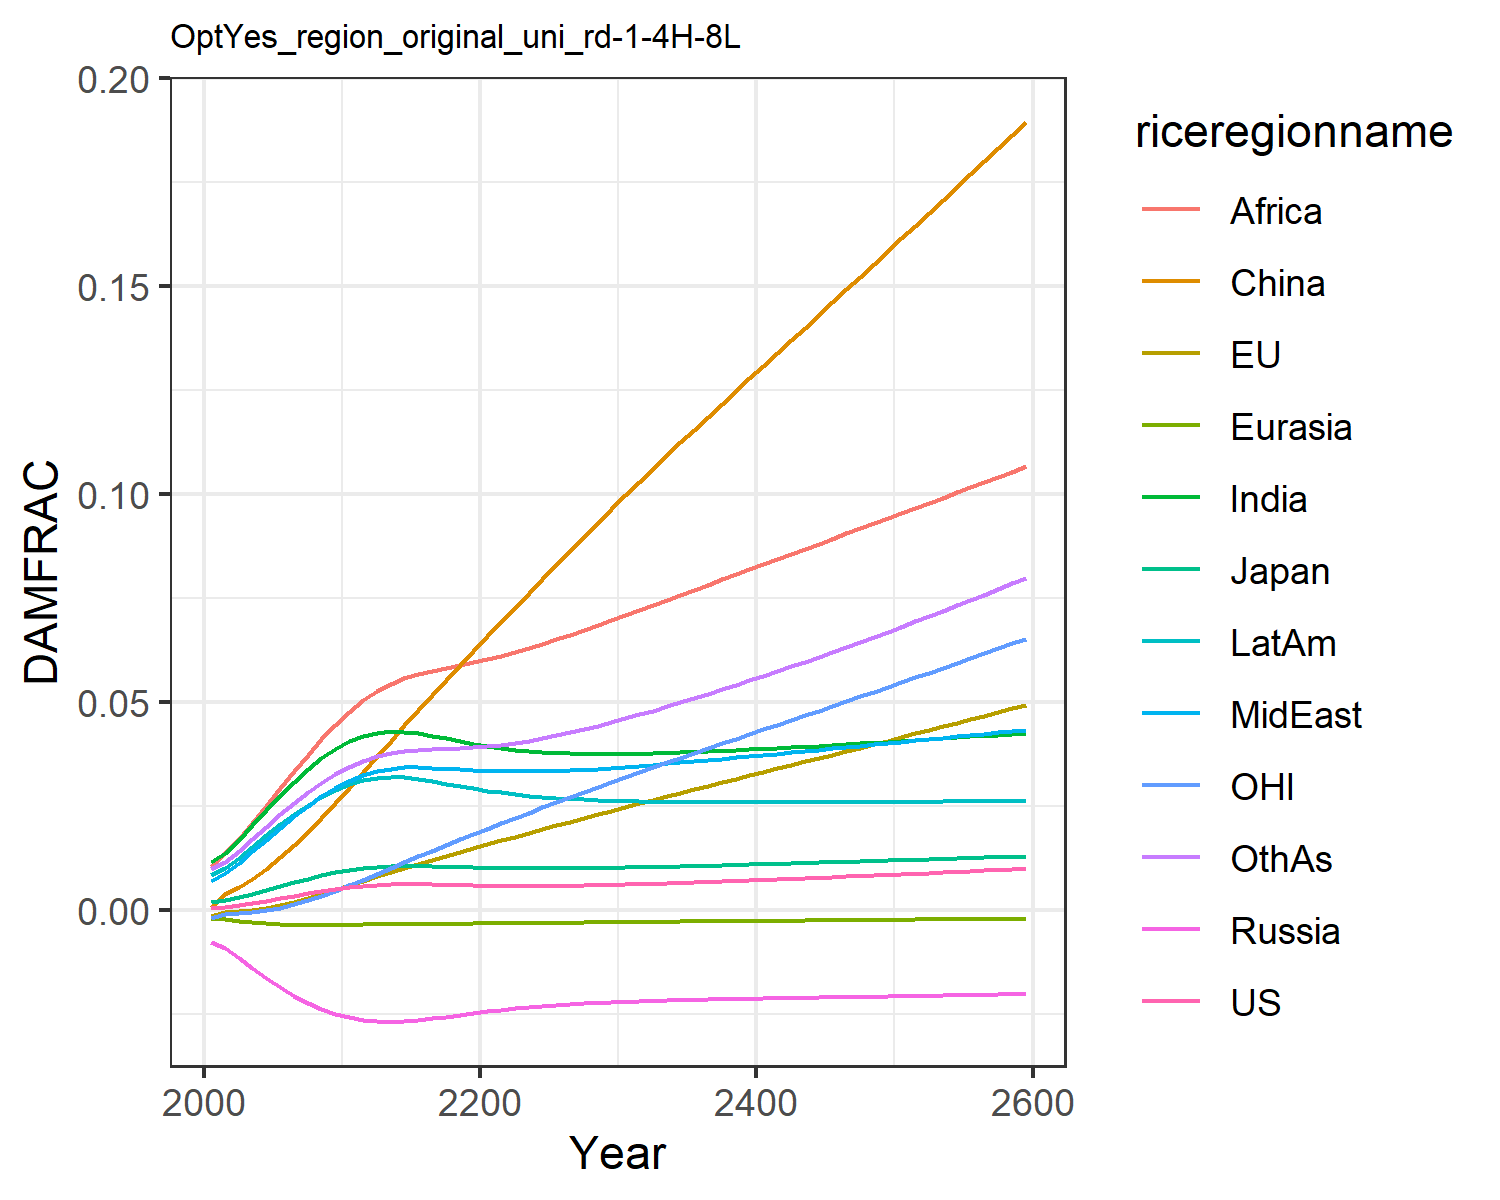 OptYes_region_original_uni_rd-1-4H-8L
0.20
0.15
0.10
0.05
0.00
DAMFRAC
2000 2200 2400 2600
Year
riceregionname
Africa
China
EU
Eurasia
India
Japan
LatAm
MidEast
OHI
OthAs
Russia
US